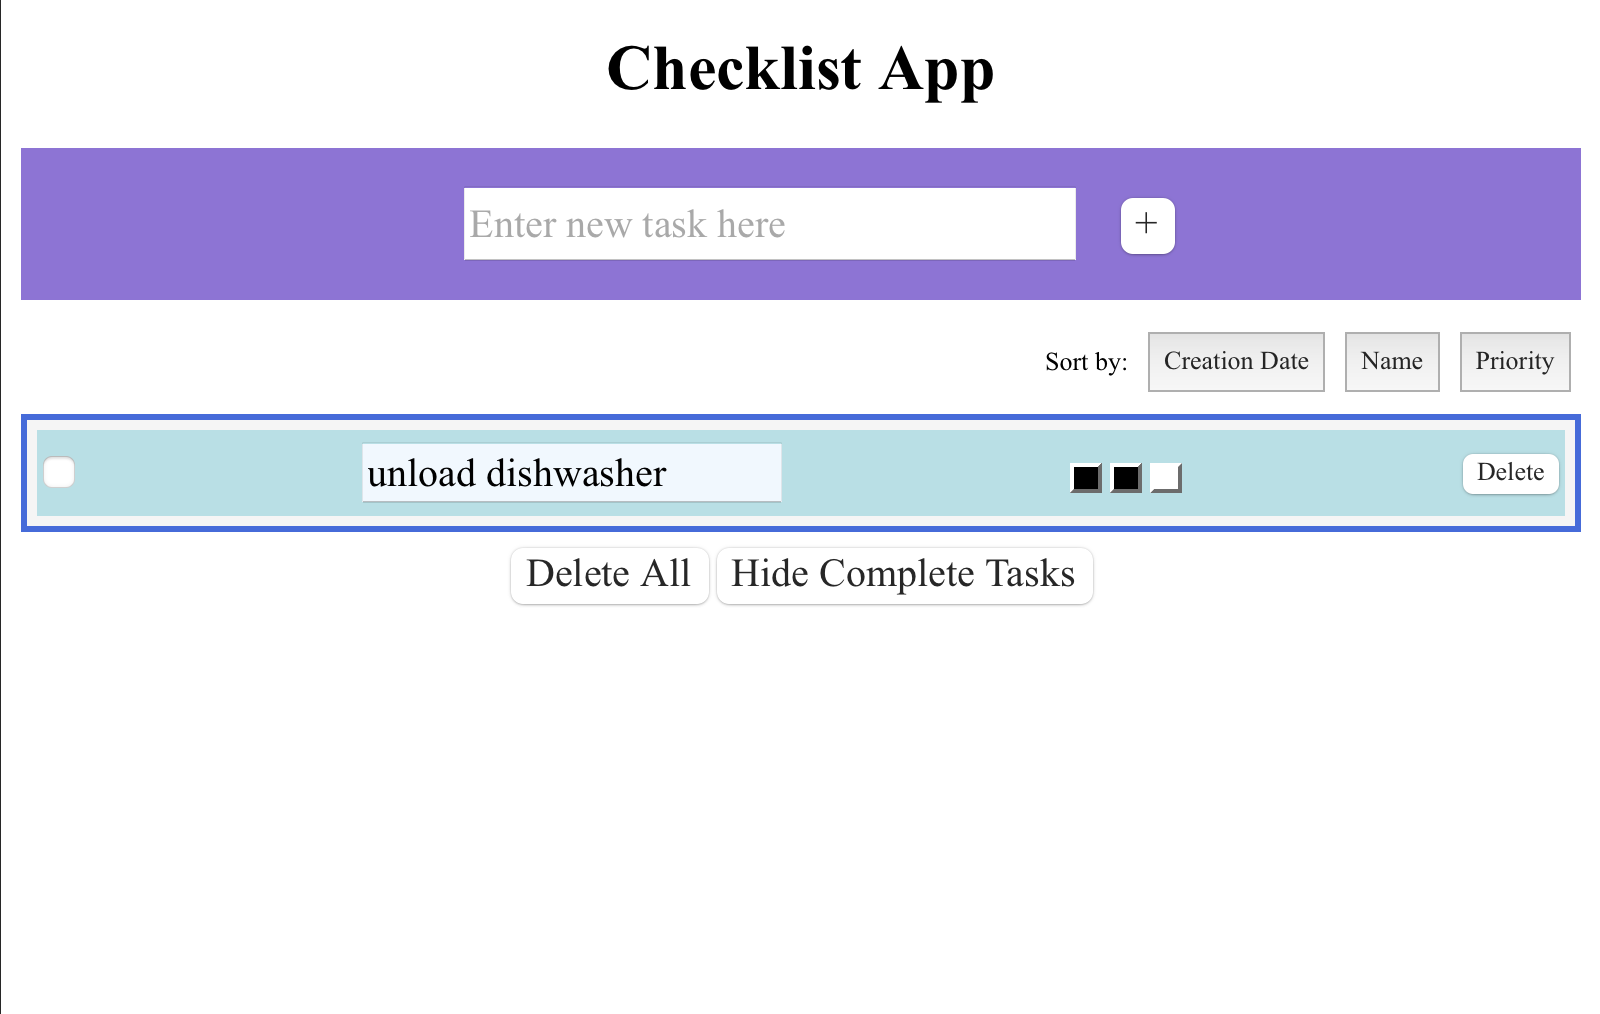 Checklist App
Enter new task here
+
Sort by: Creation Date Name Priority
unload dishwasher Delete
Delete All Hide Complete Tasks